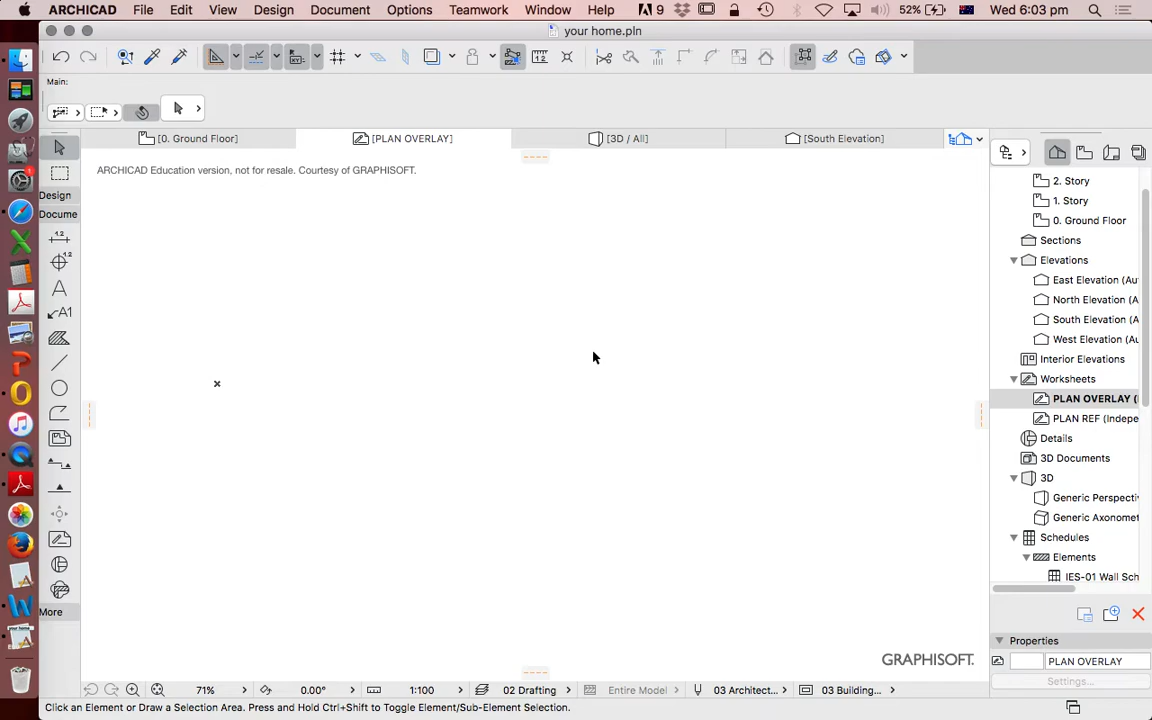 ARCHICAD File Edit View Design Document Options Teamwork Window Help 9 52% Wed 6:03 pm
your home.pln
Main:
[0. Ground Floor] [PLAN OVERLAY] [3D / All] [South Elevation]
ARCHICAD Education version, not for resale. Courtesy of GRAPHISOFT.
Design
Docume
1.2
1.2
A
A1
More
2. Story
1. Story
0. Ground Floor
Sections
Elevations
East Elevation (Au
North Elevation (A
South Elevation (A
West Elevation (Au
Interior Elevations
Worksheets
PLAN OVERLAY (
PLAN REF (Indepe
Details
3D Documents
3D
Generic Perspecti
Generic Axonomet
Schedules
Elements
IES-01 Wall Sch
Properties
PLAN OVERLAY
Settings...
GRAPHISOFT.
71% 0.00° 1:100 02 Drafting Entire Model 03 Architect... 03 Building...
Click an Element or Draw a Selection Area. Press and Hold Ctrl+Shift to Toggle Element/Sub-Element Selection.